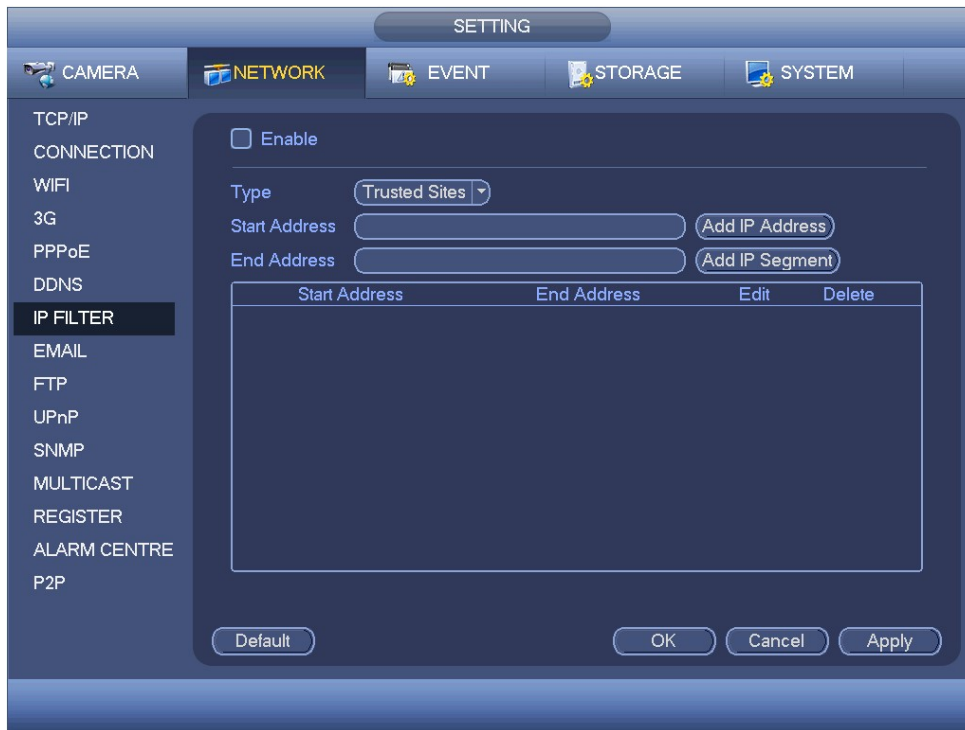 SETTING
CAMERA NETWORK EVENT STORAGE SYSTEM
TCP/IP
CONNECTION
WIFI
3G
PPPoE
DDNS
IP FILTER
EMAIL
FTP
UPnP
SNMP
MULTICAST
REGISTER
ALARM CENTRE
P2P
Enable
Type Trusted Sites
Start Address Add IP Address
End Address Add IP Segment
Start Address End Address Edit Delete
Default OK Cancel Apply